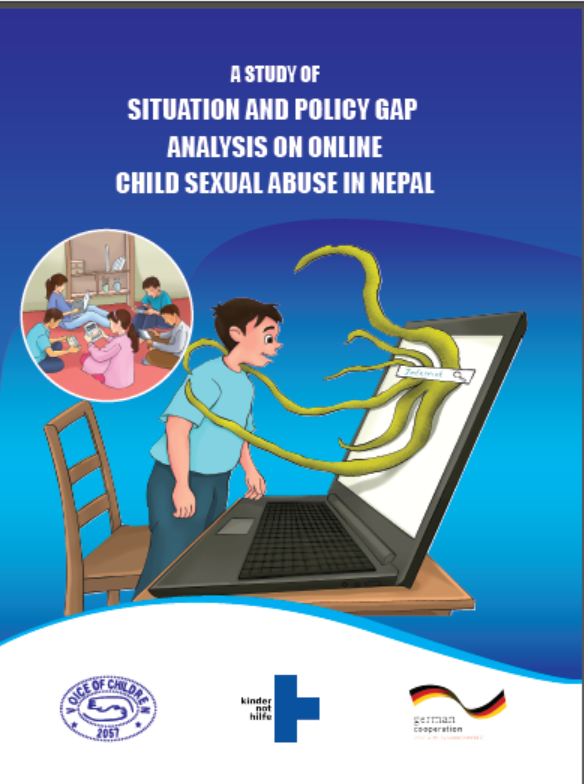 A STUDY OF
SITUATION AND POLICY GAP
ANALYSIS ON ONLINE
CHILD SEXUAL ABUSE IN NEPAL
Internet
VOICE OF CHILDREN
2057
kinder
not
hilfe
german
cooperation